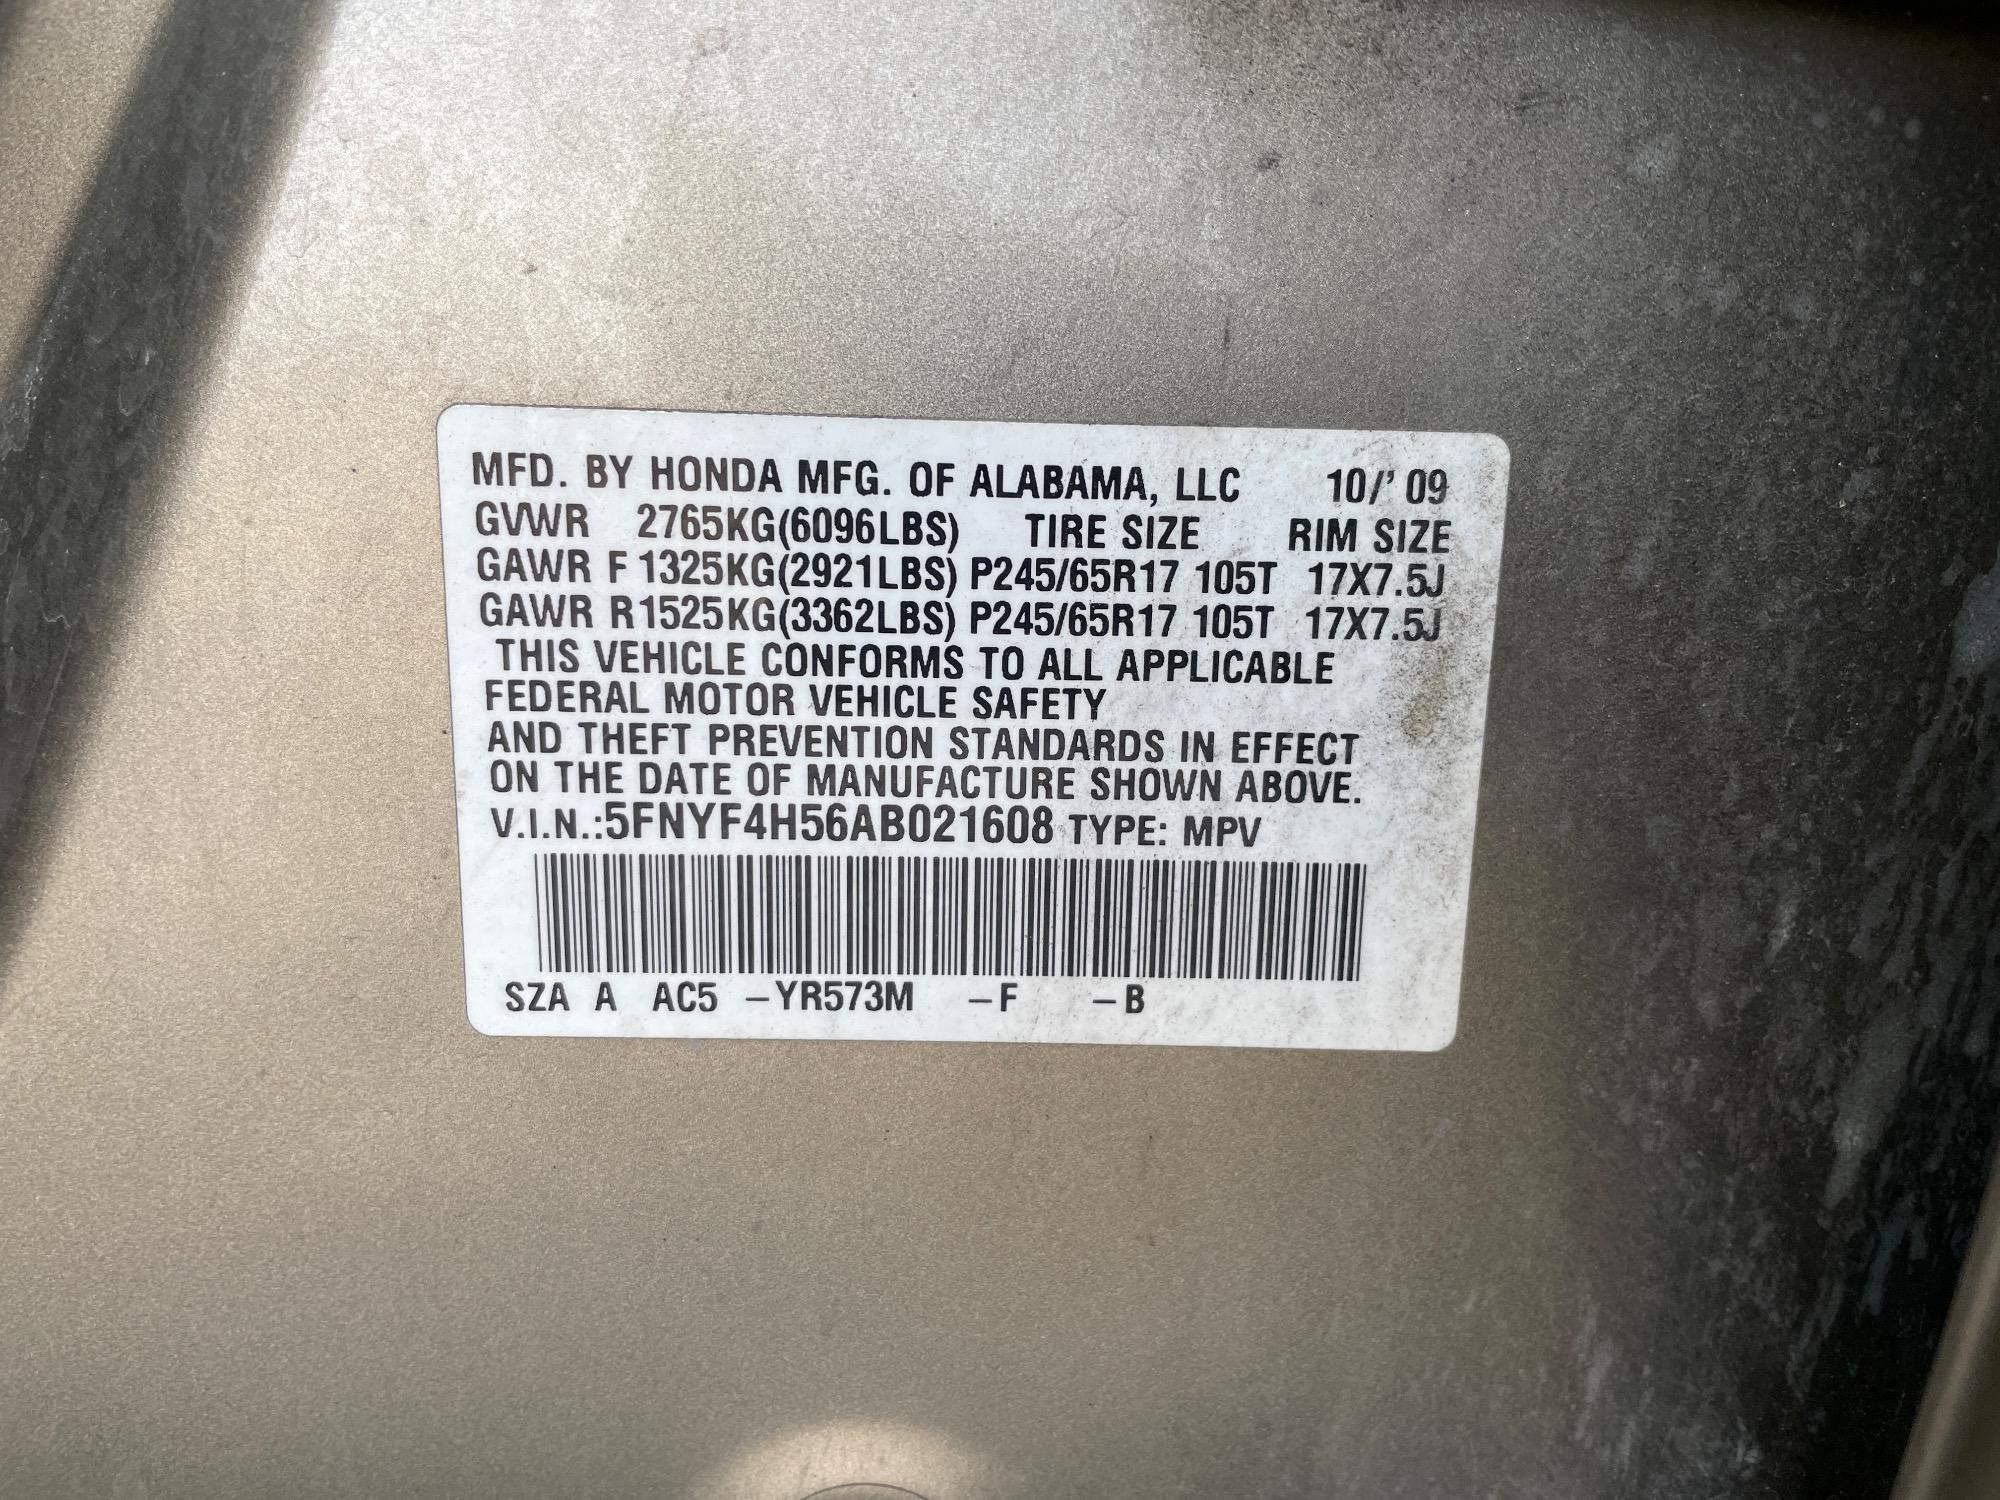 MFD. BY HONDA MFG. OF ALABAMA, LLC 10/' 09
GVWR 2765KG(6096LBS) TIRE SIZE RIM SIZE
GAWR F 1325KG(2921LBS) P245/65R17 105T 17X7.5J
GAWR R1525KG(3362LBS) P245/65R17 105T 17X7.5J
THIS VEHICLE CONFORMS TO ALL APPLICABLE
FEDERAL MOTOR VEHICLE SAFETY
AND THEFT PREVENTION STANDARDS IN EFFECT
ON THE DATE OF MANUFACTURE SHOWN ABOVE.
V.I.N.:5FNYF4H56AB021608 TYPE: MPV
SZA A AC5 –YR573M –F –B